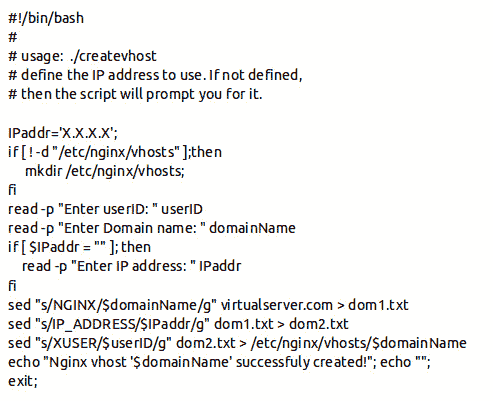 #!/bin/bash
#
# usage:  ./createvhost
# define the IP address to use. If not defined,
# then the script will prompt you for it.

IPaddr='X.X.X.X';
if [ ! -d "/etc/nginx/vhosts" ];then
    mkdir /etc/nginx/vhosts;
fi
read -p "Enter userID: " userID
read -p "Enter Domain name: " domainName
if [ $IPaddr = "" ]; then
   read -p "Enter IP address: " IPaddr
fi
sed "s/NGINX/$domainName/g" virtualserver.com > dom1.txt
sed "s/IP_ADDRESS/$IPaddr/g" dom1.txt > dom2.txt
sed "s/XUSER/$userID/g" dom2.txt > /etc/nginx/vhosts/$domainName
echo "Nginx vhost '$domainName' successfuly created!"; echo "";
exit;